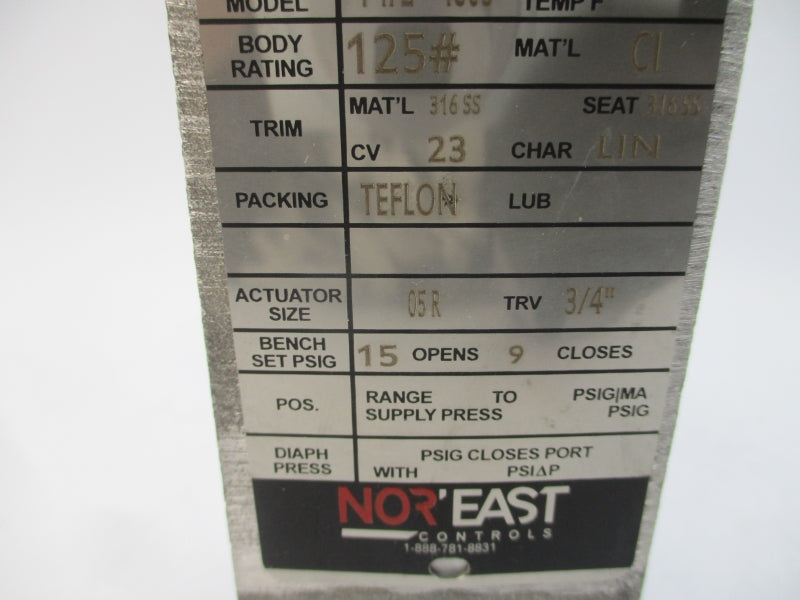 MODEL TEMP F
BODY RATING 125# MAT'L CI
TRIM MAT'L 316 SS SEAT 316SS
CV 23 CHAR LIN
PACKING TEFLON LUB
ACTUATOR SIZE 05 R TRV 3/4"
BENCH SET PSIG 15 OPENS 9 CLOSES
POS. RANGE TO PSIG/MA
SUPPLY PRESS PSIG
DIAPH PRESS PSIG CLOSES PORT
WITH PSI∆P
NOR'EAST
CONTROLS
1-888-781-8831